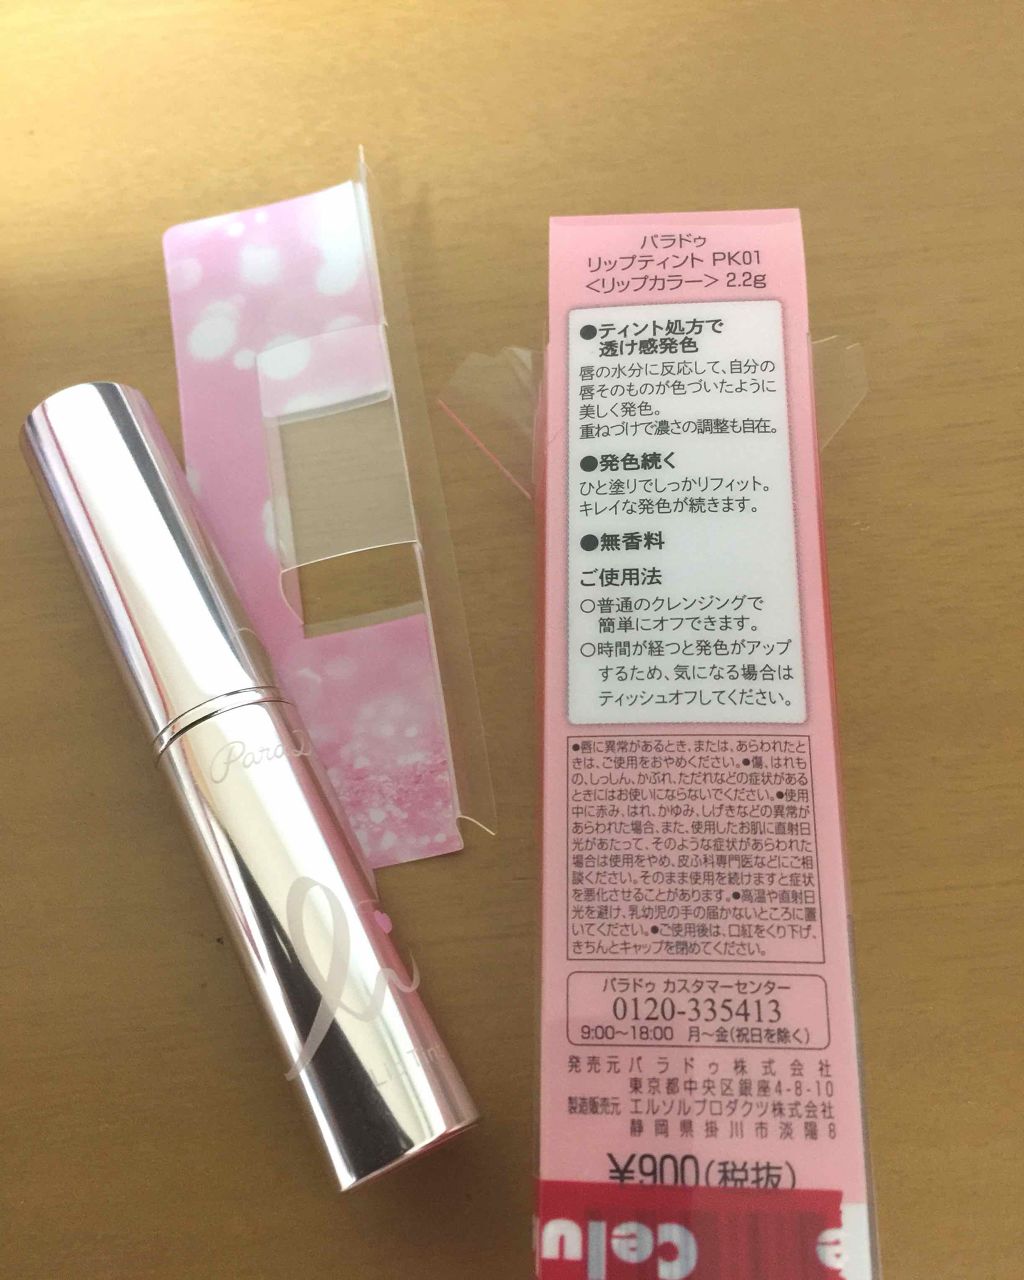 パラドゥ
リップティント PK01
<リップカラー> 2.2g
●ティント処方で
透け感発色
唇の水分に反応して、自分の
唇そのものが色づいたように
美しく発色。
重ねづけで濃さの調整も自在。
●発色続く
ひと塗りでしっかりフィット。
キレイな発色が続きます。
●無香料
ご使用法
○普通のクレンジングで
簡単にオフできます。
○時間が経つと発色がアップ
するため、気になる場合は
ティッシュオフしてください。
●唇に異常があるとき、または、あらわれたと
きは、ご使用をおやめください。●傷、はれも
の、しっしん、かぶれ、ただれなどの症状がある
ときにはお使いにならないでください。●使用
中に赤み、はれ、かゆみ、しげきなどの異常が
あらわれた場合、また、使用したお肌に直射日
光があたって、そのような症状があらわれた
場合は使用をやめ、皮ふ科専門医などにご相
談ください。そのまま使用を続けますと症状
を悪化させることがあります。●高温や直射日
光を避け、乳幼児の手の届かないところに置
いてください。●ご使用後は、口紅をくり下げ、
きちんとキャップを閉めてください。
パラドゥ カスタマーセンター
0120-335413
9:00〜18:00 月〜金(祝日を除く)
発売元 パラドゥ株式会社
東京都中央区銀座4-8-10
製造販売元 エルソルプロダクツ株式会社
静岡県掛川市淡陽8
¥900(税抜)
Celu
Para
li